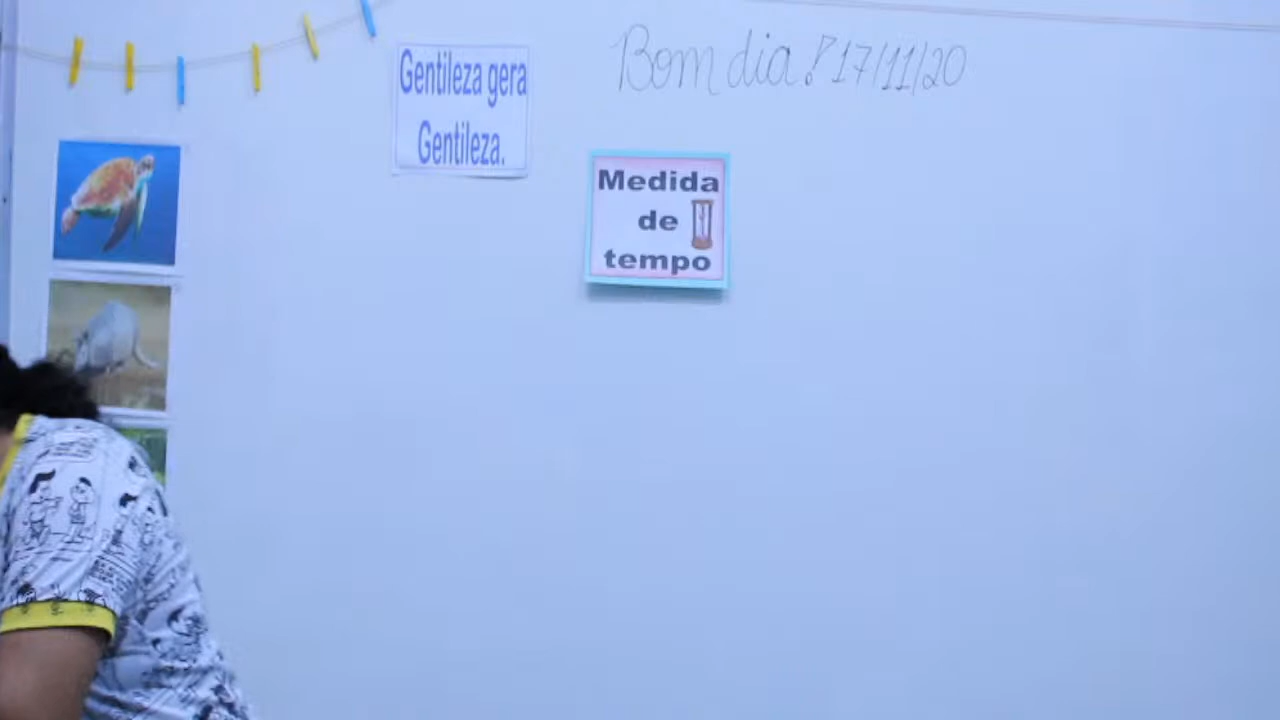 Bom dia! 17/11/20
Gentileza gera
Gentileza.
Medida
de
tempo